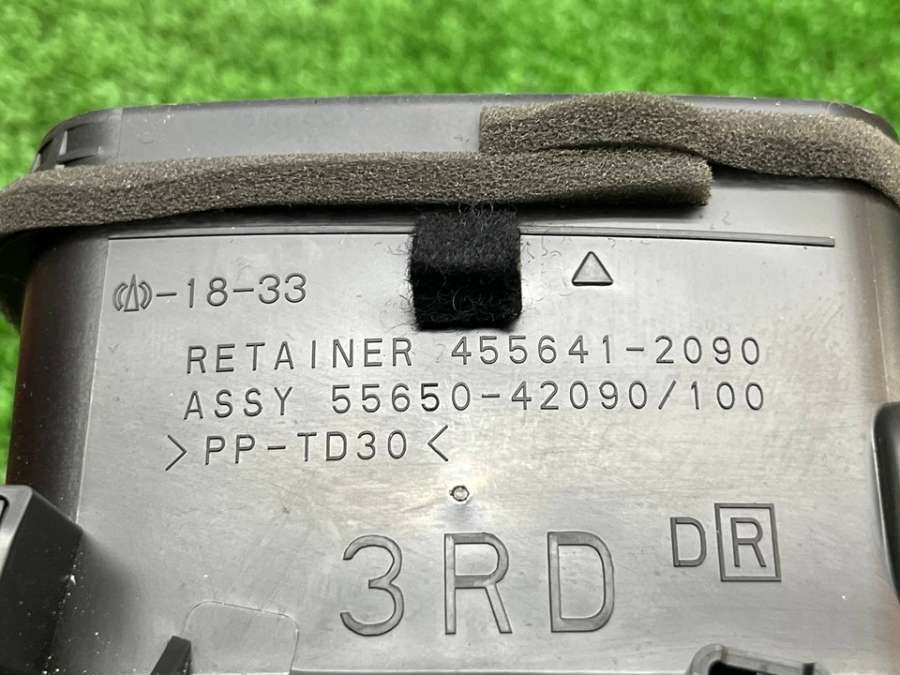 -18-33
RETAINER 455641-2090
ASSY 55650-42090/100
>PP-TD30<
3RD
D R